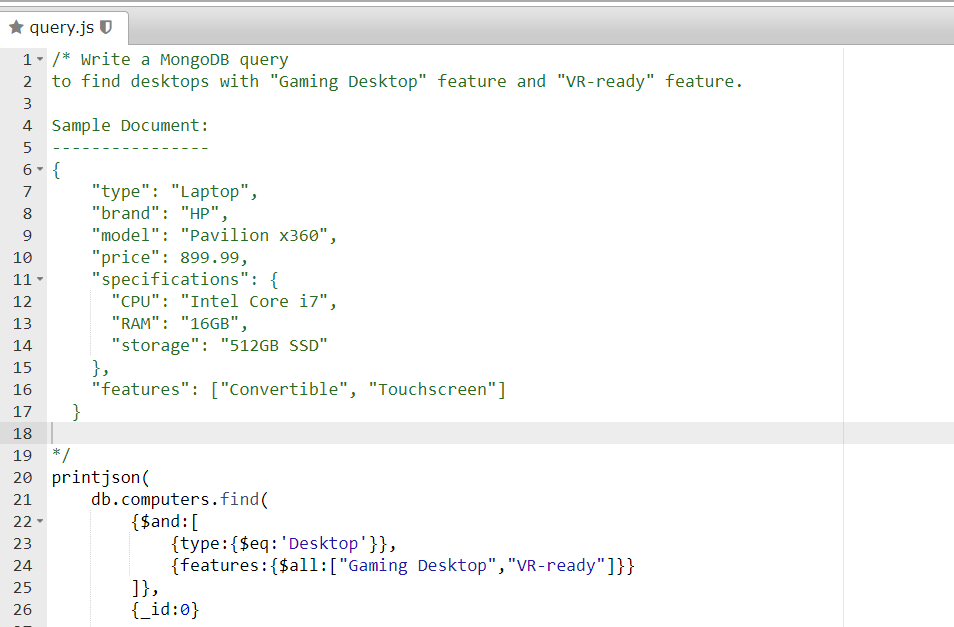 query.js
1 /* Write a MongoDB query
2 to find desktops with "Gaming Desktop" feature and "VR-ready" feature.
3
4 Sample Document:
5 ----------------
6 {
7     "type": "Laptop",
8     "brand": "HP",
9     "model": "Pavilion x360",
10     "price": 899.99,
11     "specifications": {
12       "CPU": "Intel Core i7",
13       "RAM": "16GB",
14       "storage": "512GB SSD"
15     },
16     "features": ["Convertible", "Touchscreen"]
17   }
18
19 */
20 printjson(
21     db.computers.find(
22         {$and:[
23             {type:{$eq:'Desktop'}},
24             {features:{$all:["Gaming Desktop","VR-ready"]}}
25         ]},
26         {_id:0}